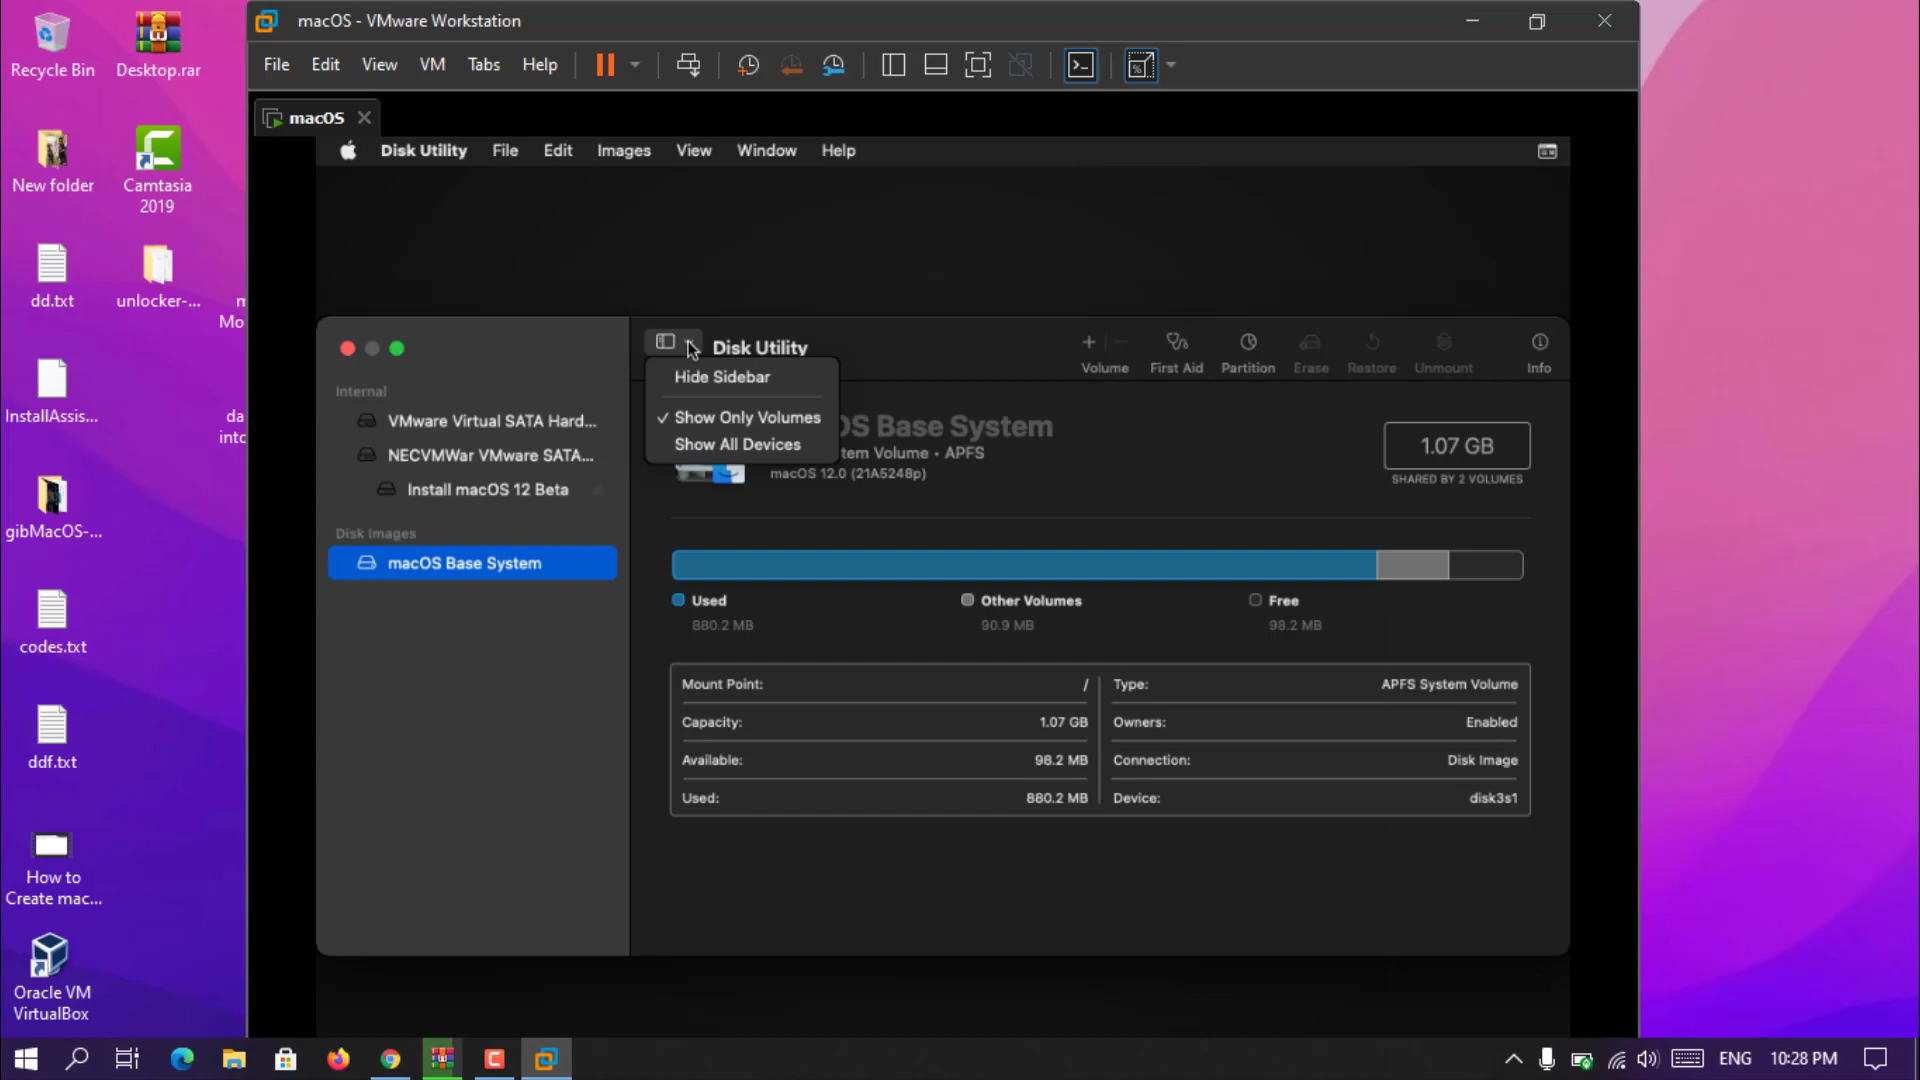 Recycle Bin
Desktop.rar
New folder
Camtasia
2019
dd.txt
unlocker-...
m
Mo
InstallAssis...
da
intc
gibMacOS-...
codes.txt
ddf.txt
How to
Create mac...
Oracle VM
VirtualBox
macOS - VMware Workstation
File Edit View VM Tabs Help
macOS
Disk Utility File Edit Images View Window Help
Disk Utility
Hide Sidebar
✓ Show Only Volumes
Show All Devices
Volume First Aid Partition Erase Restore Unmount Info
Internal
VMware Virtual SATA Hard...
NECVMWar VMware SATA...
Install macOS 12 Beta
Disk Images
macOS Base System
OS Base System
tem Volume • APFS
macOS 12.0 (21A5248p)
1.07 GB
SHARED BY 2 VOLUMES
Used Other Volumes Free
880.2 MB 90.9 MB 98.2 MB
Mount Point: / Type: APFS System Volume
Capacity: 1.07 GB Owners: Enabled
Available: 98.2 MB Connection: Disk Image
Used: 880.2 MB Device: disk3s1
ENG 10:28 PM